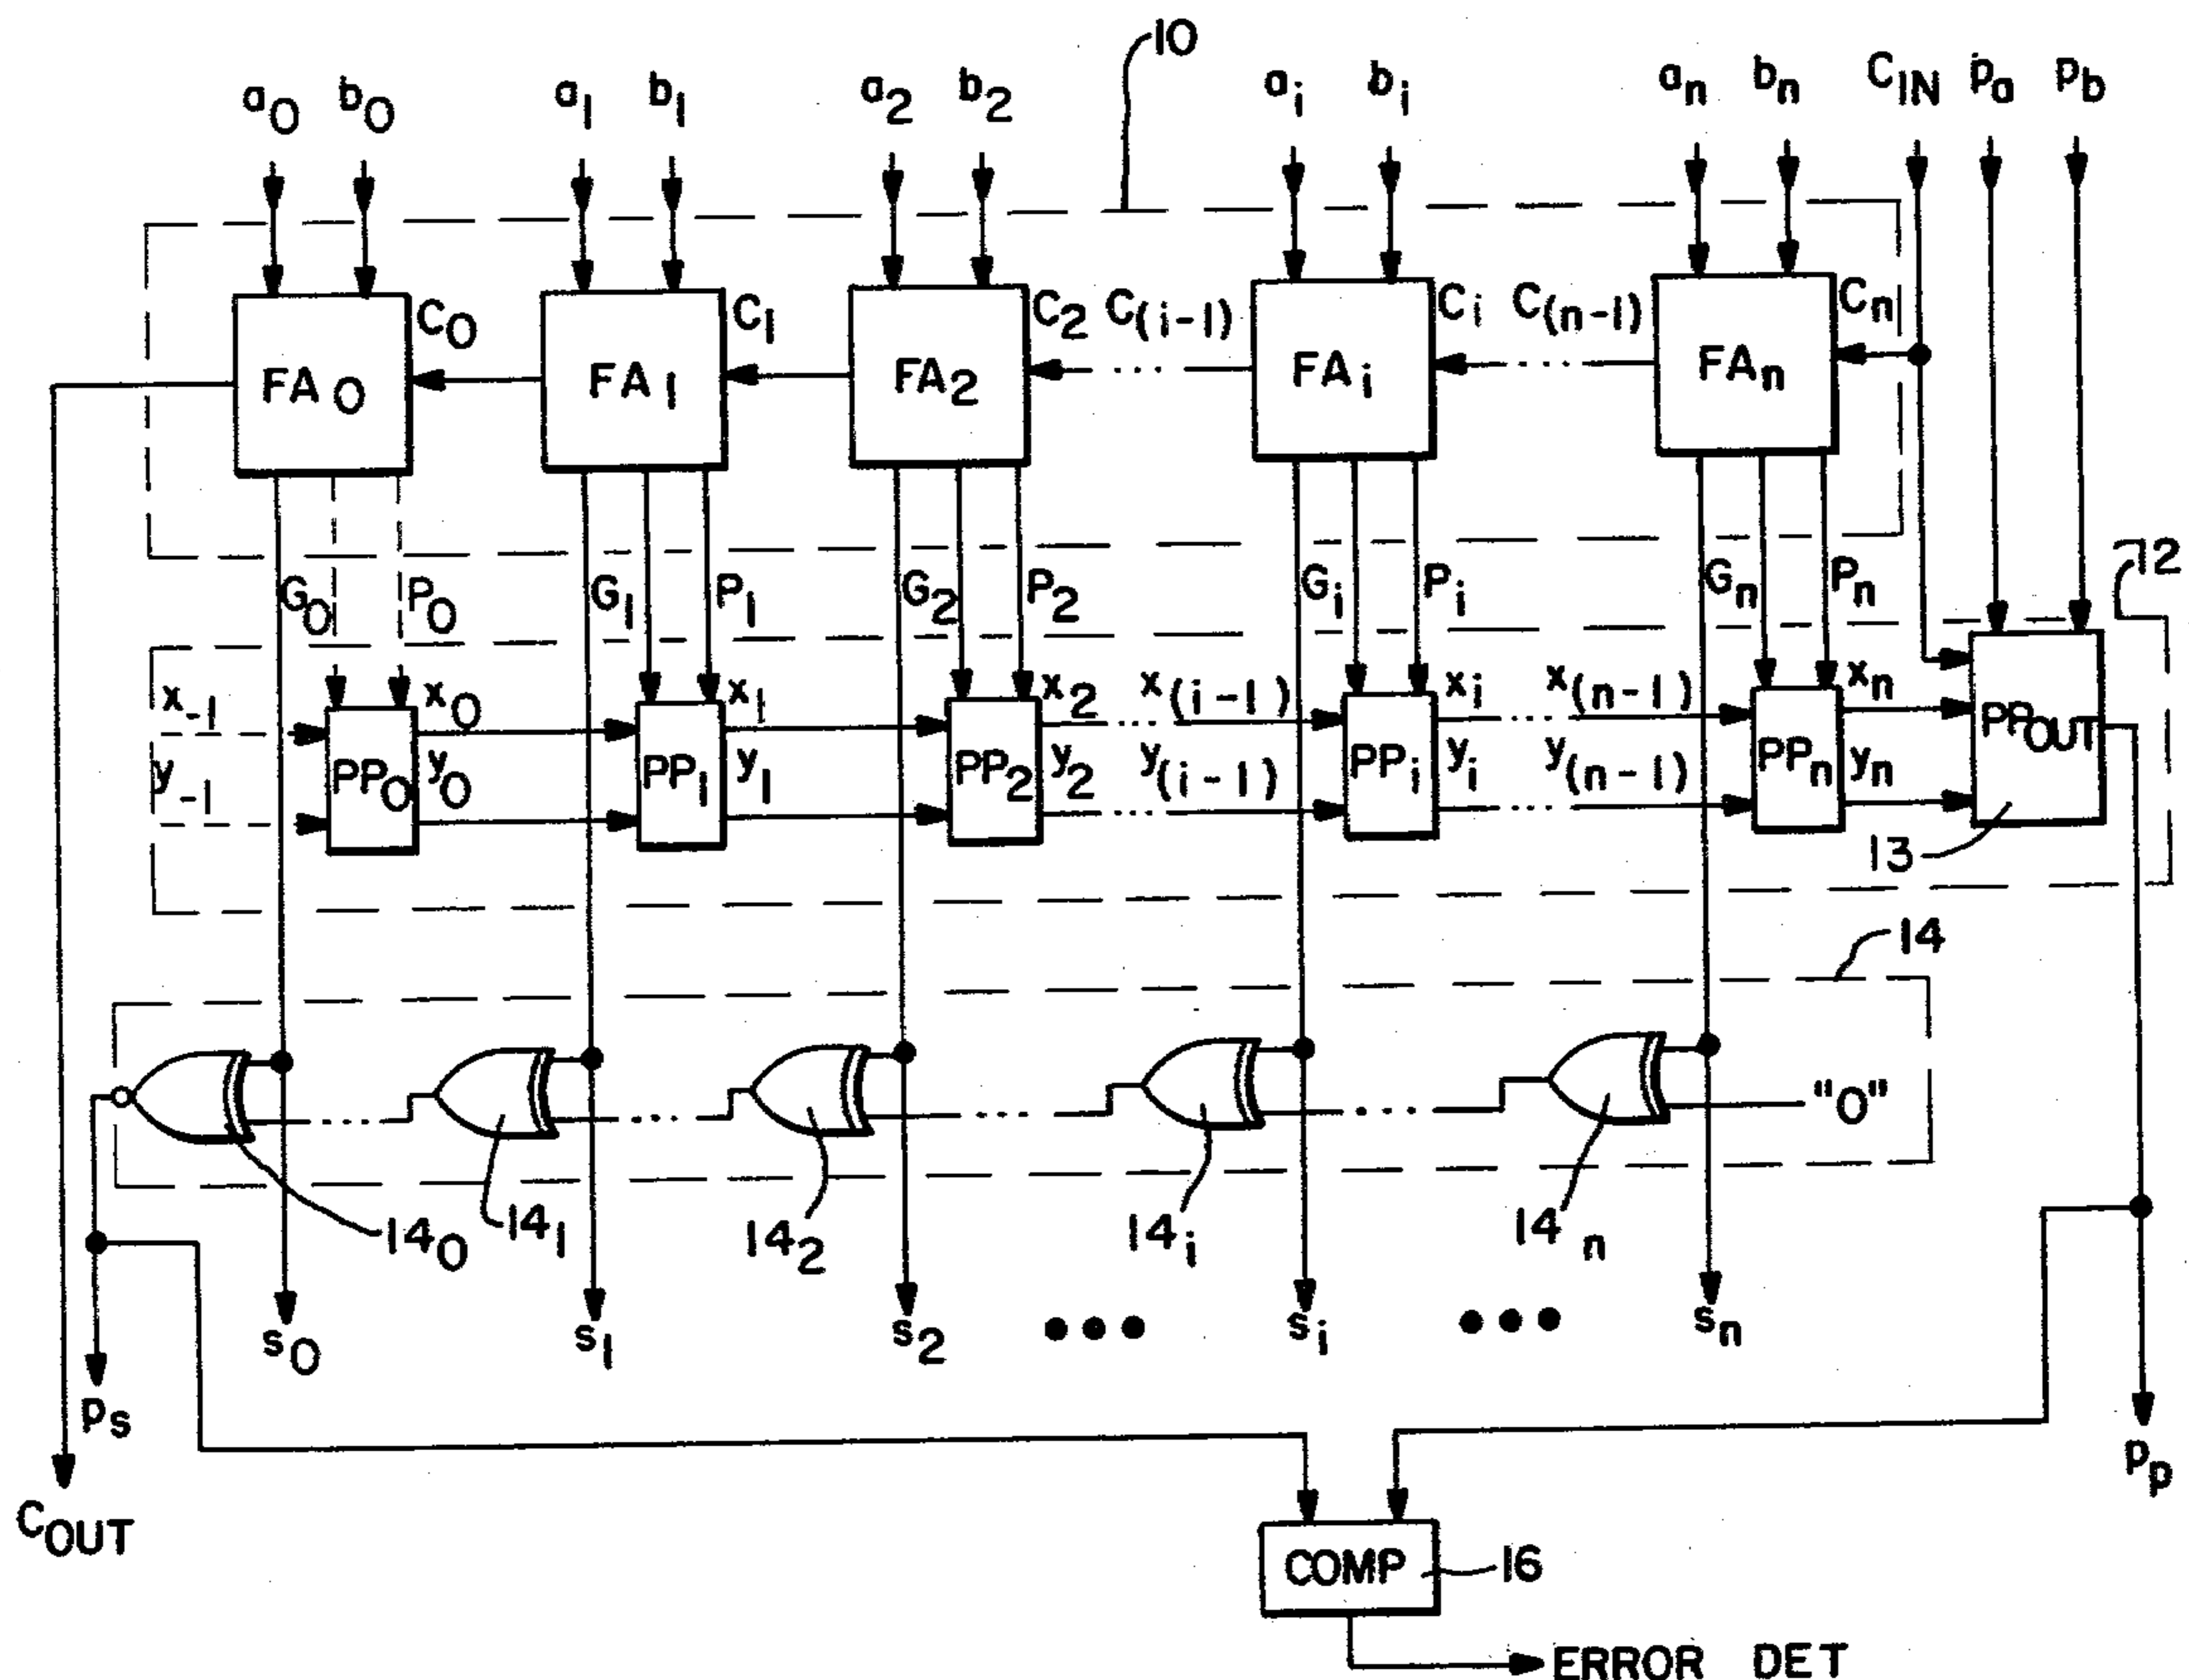 10
a0 b0 a1 b1 a2 b2 ai bi an bn CIN pa pb
C0 C1 C2 C(i-1) Ci C(n-1) Cn
FA0 FA1 FA2 FAi FAn
12
G0 P0 G1 P1 G2 P2 Gi Pi Gn Pn
x-1 x0 x1 x2 x(i-1) xi x(n-1) xn
PP0 PP1 PP2 PPi PPn PPOUT
y-1 y0 y1 y2 y(i-1) yi y(n-1) yn
13
14
"0"
140 141 142 14i 14n
s0 s1 s2 ••• si ••• sn
ps
pp
COUT
COMP 16
ERROR DET